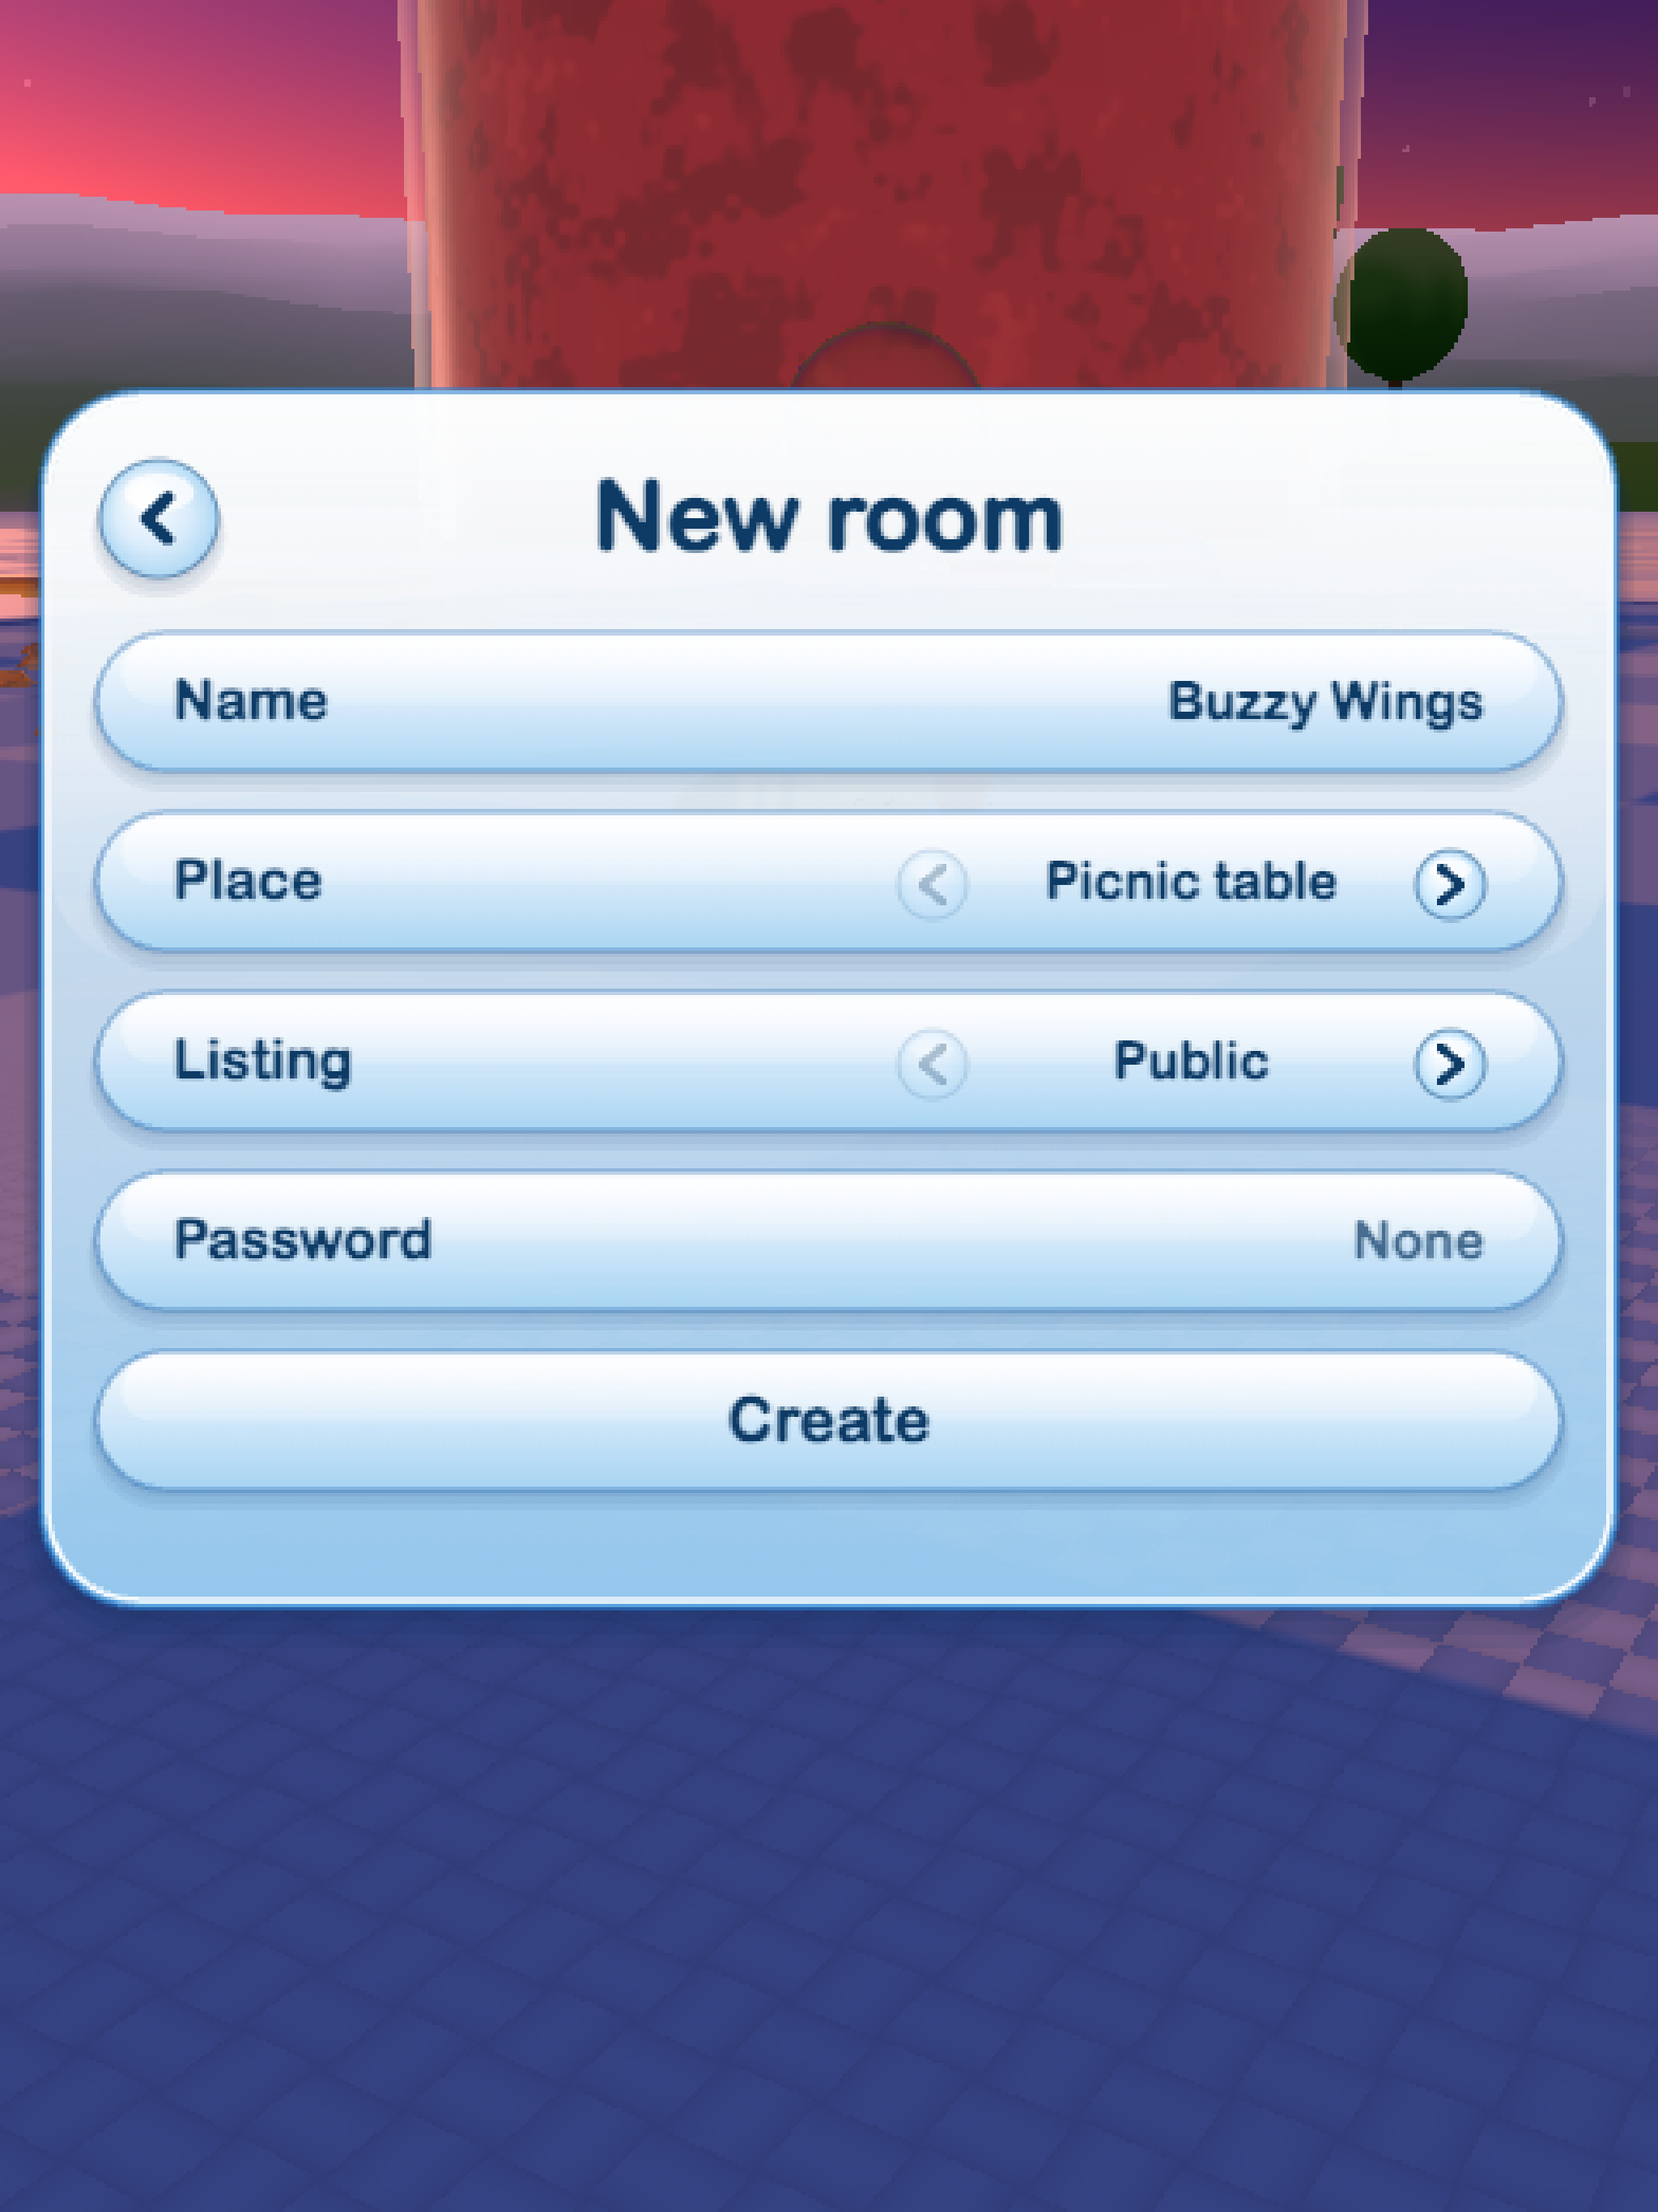 New room
Name Buzzy Wings
Place Picnic table
Listing Public
Password None
Create